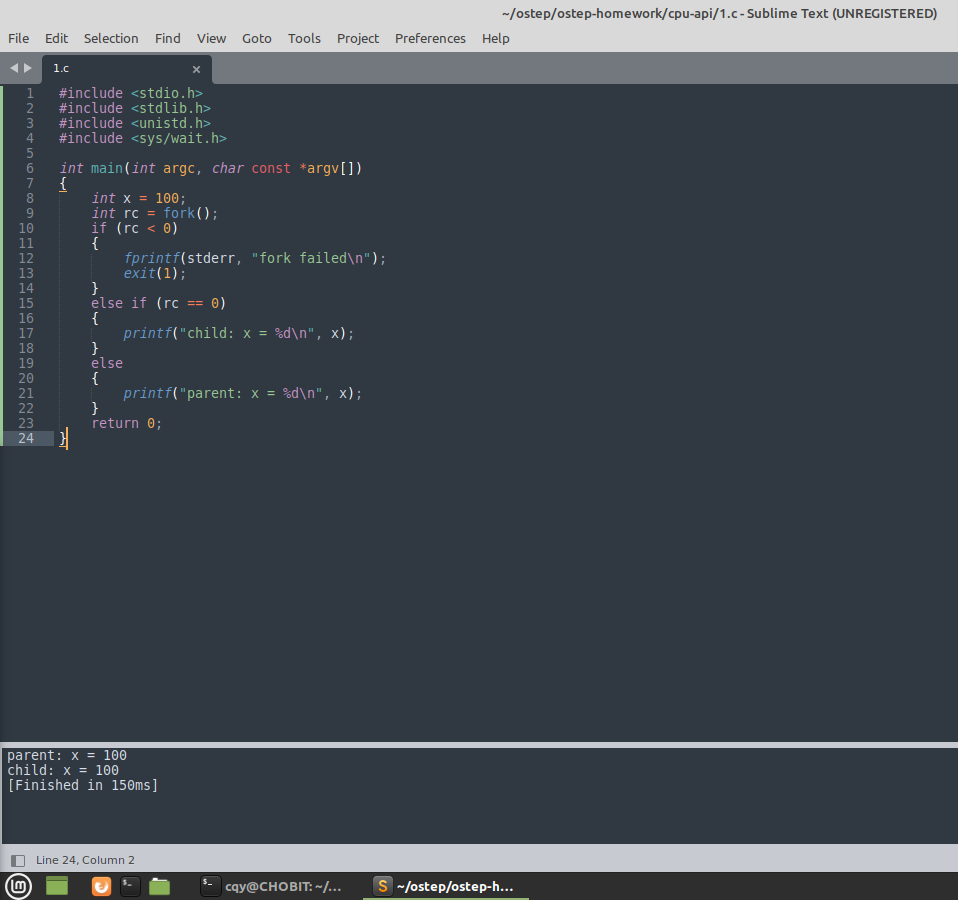 ~/ostep/ostep-homework/cpu-api/1.c - Sublime Text (UNREGISTERED)
File Edit Selection Find View Goto Tools Project Preferences Help
1.c ×
1 #include <stdio.h>
2 #include <stdlib.h>
3 #include <unistd.h>
4 #include <sys/wait.h>
5
6 int main(int argc, char const *argv[])
7 {
8     int x = 100;
9     int rc = fork();
10     if (rc < 0)
11     {
12         fprintf(stderr, "fork failed\n");
13         exit(1);
14     }
15     else if (rc == 0)
16     {
17         printf("child: x = %d\n", x);
18     }
19     else
20     {
21         printf("parent: x = %d\n", x);
22     }
23     return 0;
24 }
parent: x = 100
child: x = 100
[Finished in 150ms]
Line 24, Column 2
cqy@CHOBIT: ~/... S ~/ostep/ostep-h...